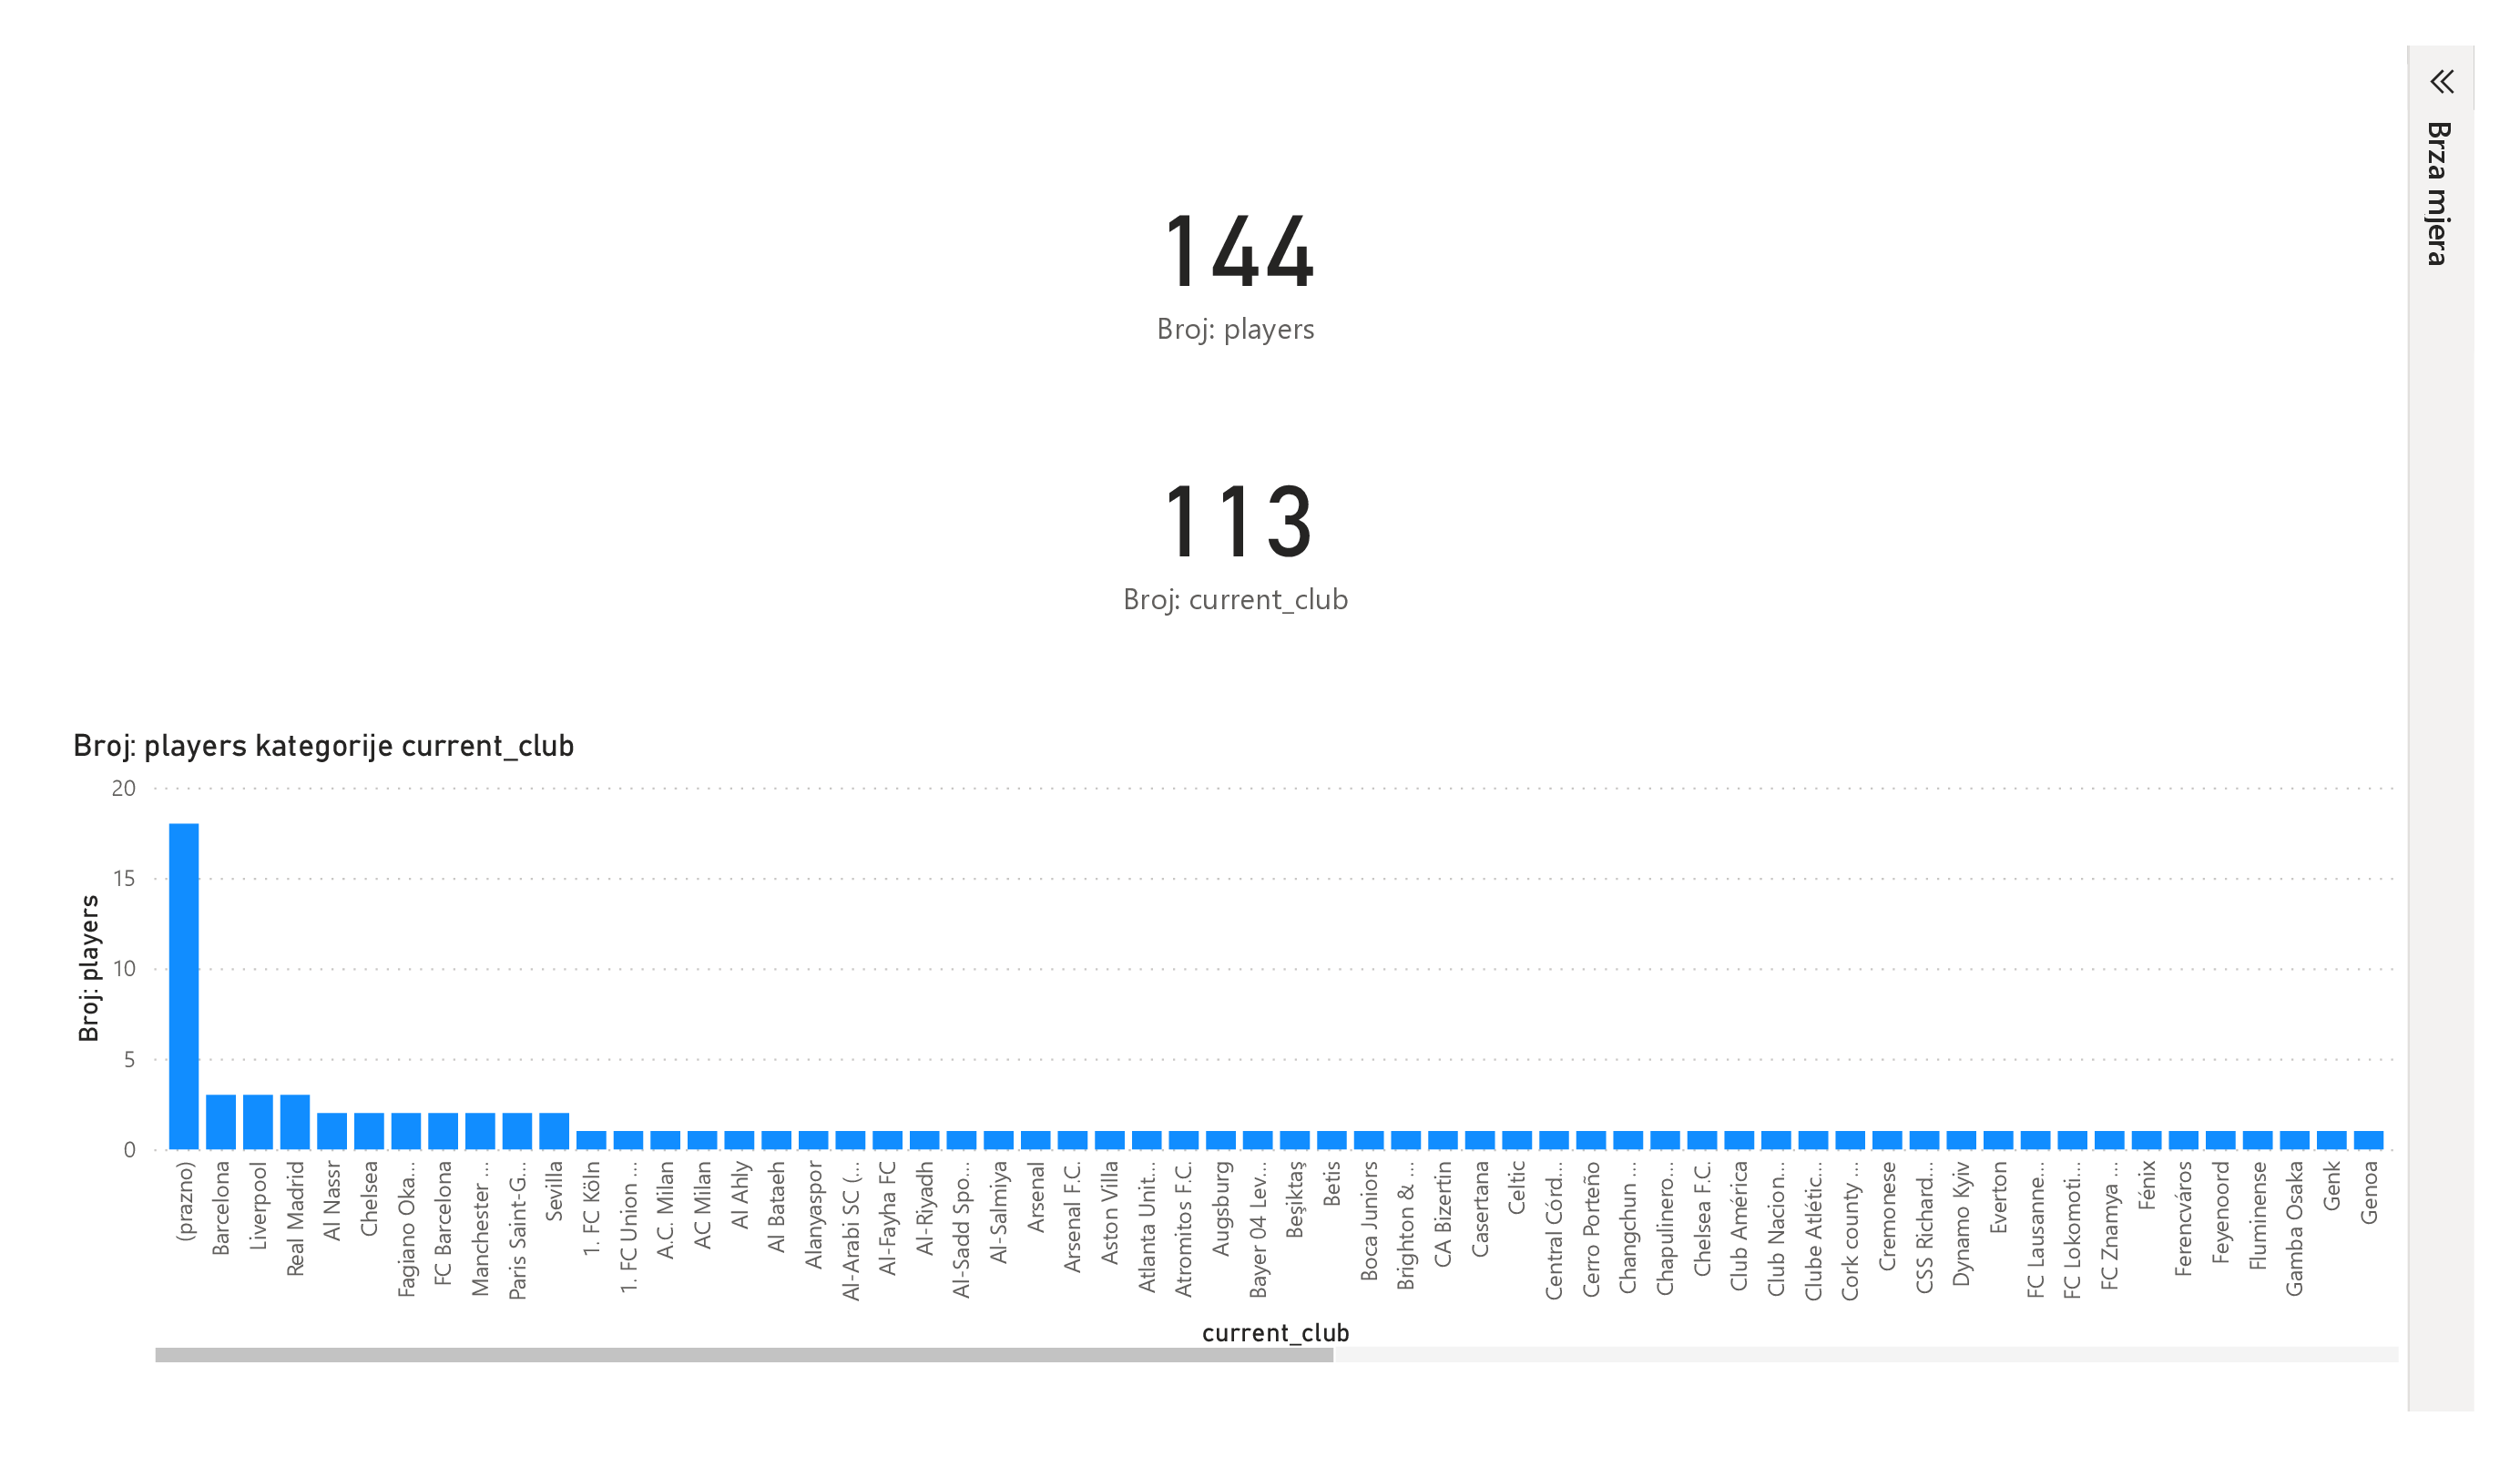 Brza mjera
144
Broj: players
113
Broj: current_club
Broj: players kategorije current_club
Broj: players
20
15
10
5
0
(prazno)
Barcelona
Liverpool
Real Madrid
Al Nassr
Chelsea
Fagiano Oka...
FC Barcelona
Manchester ...
Paris Saint-G...
Sevilla
1. FC Köln
1. FC Union ...
A.C. Milan
AC Milan
Al Ahly
Al Bataeh
Alanyaspor
Al-Arabi SC (...
Al-Fayha FC
Al-Riyadh
Al-Sadd Spo...
Al-Salmiya
Arsenal
Arsenal F.C.
Aston Villa
Atlanta Unit...
Atromitos F.C.
Augsburg
Bayer 04 Lev...
Beşiktaş
Betis
Boca Juniors
Brighton & ...
CA Bizertin
Casertana
Celtic
Central Córd...
Cerro Porteño
Changchun ...
Chapulinero...
Chelsea F.C.
Club América
Club Nacion...
Clube Atlétic...
Cork county ...
Cremonese
CSS Richard...
Dynamo Kyiv
Everton
FC Lausanne...
FC Lokomoti...
FC Znamya ...
Fénix
Ferencváros
Feyenoord
Fluminense
Gamba Osaka
Genk
Genoa
current_club